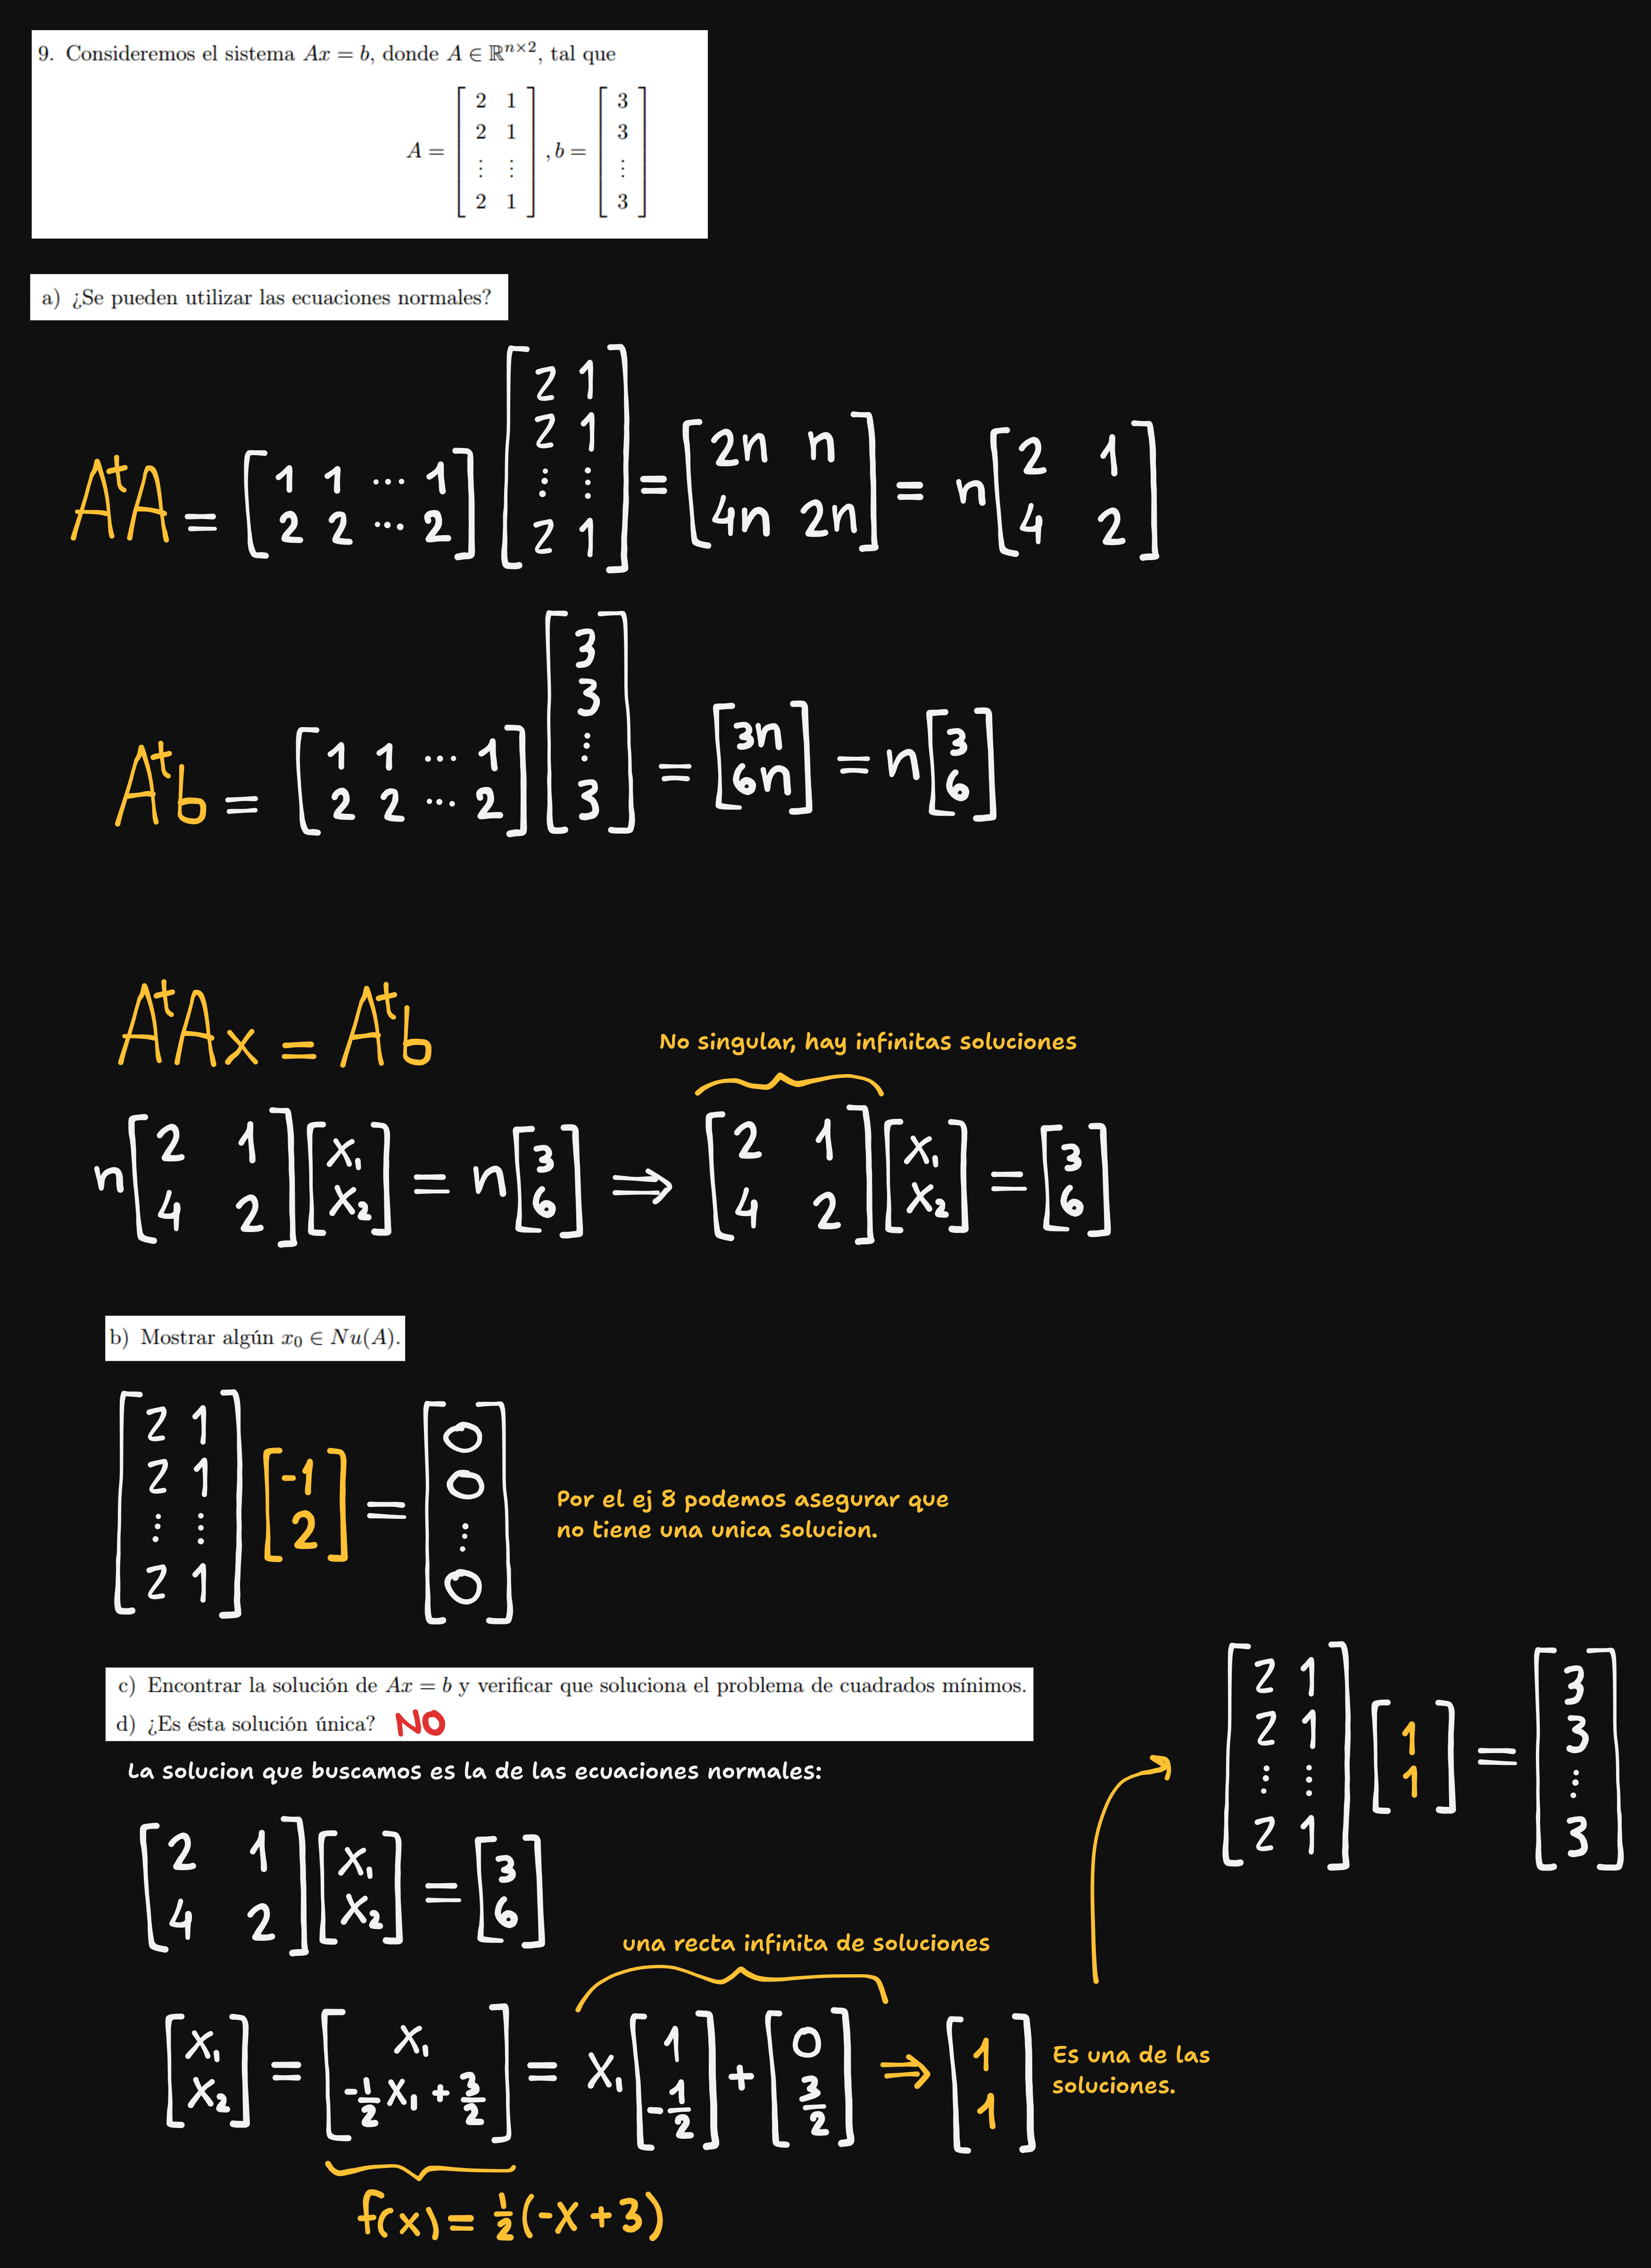 9. Consideremos el sistema Ax = b, donde A ∈ ℝ^{n×2}, tal que
A = [2 1; 2 1; ⋮ ⋮; 2 1], b = [3; 3; ⋮; 3]
a) ¿Se pueden utilizar las ecuaciones normales?
AᵗA = [1 1 ⋯ 1; 2 2 ⋯ 2] [2 1; 2 1; ⋮ ⋮; 2 1] = [2n n; 4n 2n] = n [2 1; 4 2]
Aᵗb = [1 1 ⋯ 1; 2 2 ⋯ 2] [3; 3; ⋮; 3] = [3n; 6n] = n [3; 6]
AᵗAx = Aᵗb
No singular, hay infinitas soluciones
n [2 1; 4 2] [x₁; x₂] = n [3; 6] ⟹ [2 1; 4 2] [x₁; x₂] = [3; 6]
b) Mostrar algún x₀ ∈ Nu(A).
[2 1; 2 1; ⋮ ⋮; 2 1] [-1; 2] = [0; 0; ⋮; 0]
Por el ej 8 podemos asegurar que
no tiene una unica solucion.
c) Encontrar la solución de Ax = b y verificar que soluciona el problema de cuadrados mínimos.
d) ¿Es ésta solución única? NO
[2 1; 2 1; ⋮ ⋮; 2 1] [1; 1] = [3; 3; ⋮; 3]
La solucion que buscamos es la de las ecuaciones normales:
[2 1; 4 2] [x₁; x₂] = [3; 6]
una recta infinita de soluciones
[x₁; x₂] = [x₁; -½ x₁ + 3/2] = x₁ [1; -½] + [0; 3/2] ⟹ [1; 1]
Es una de las
soluciones.
f(x) = ½ (-x + 3)